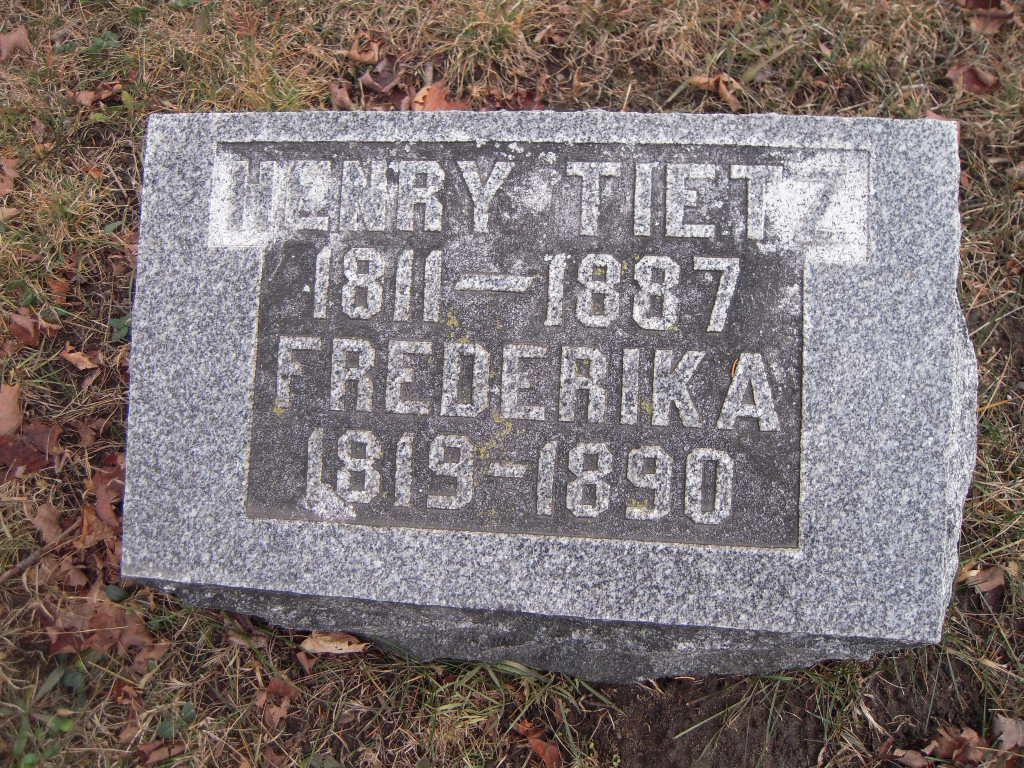 HENRY TIETZ
1811-1887
FREDERIKA
1819-1890